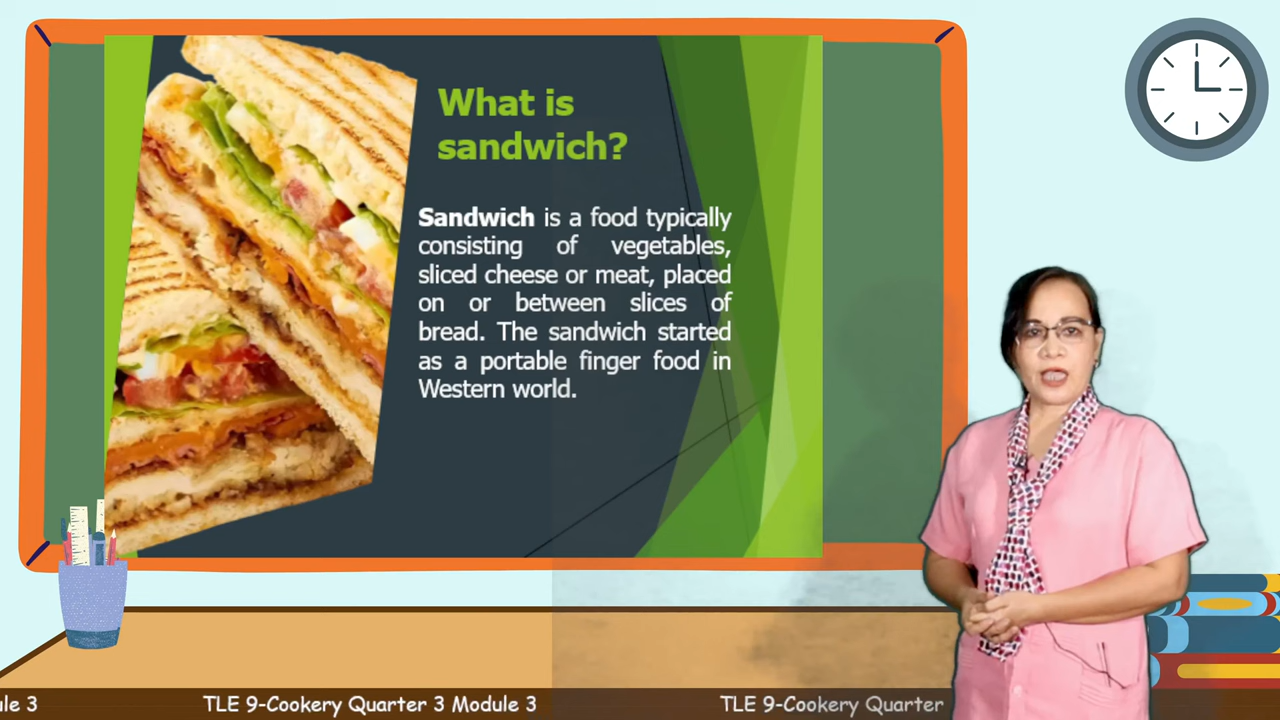 What is
sandwich?
Sandwich is a food typically
consisting of vegetables,
sliced cheese or meat, placed
on or between slices of
bread. The sandwich started
as a portable finger food in
Western world.
ule 3 TLE 9-Cookery Quarter 3 Module 3 TLE 9-Cookery Quarter